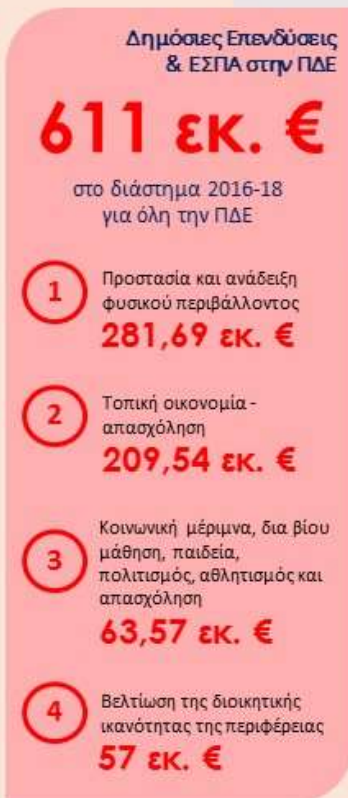 Δημόσιες Επενδύσεις
& ΕΣΠΑ στην ΠΔΕ
611 εκ. €
στο διάστημα 2016-18
για όλη την ΠΔΕ
1
Προστασία και ανάδειξη
φυσικού περιβάλλοντος
281,69 εκ. €
2
Τοπική οικονομία -
απασχόληση
209,54 εκ. €
3
Κοινωνική μέριμνα, δια βίου
μάθηση, παιδεία,
πολιτισμός, αθλητισμός και
απασχόληση
63,57 εκ. €
4
Βελτίωση της διοικητικής
ικανότητας της περιφέρειας
57 εκ. €